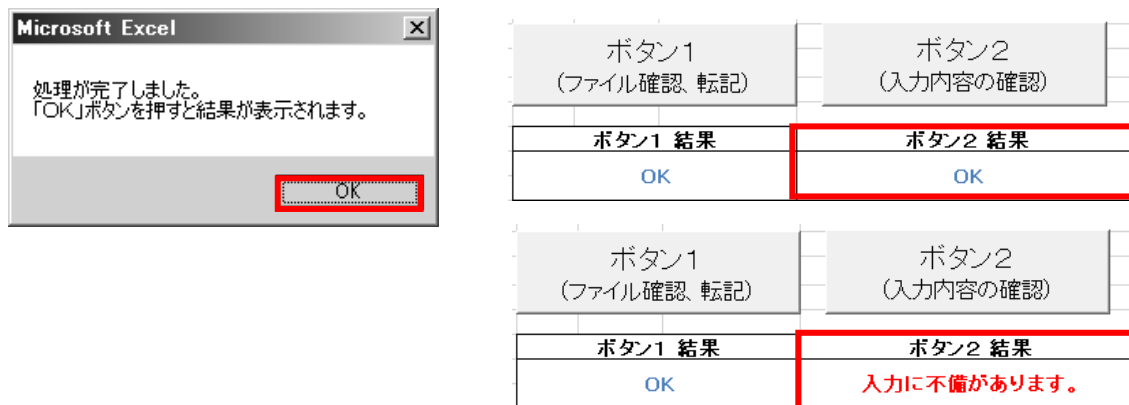 Microsoft Excel
処理が完了しました。
「OK」ボタンを押すと結果が表示されます。
OK
ボタン1 ボタン2
(ファイル確認、転記) (入力内容の確認)
ボタン1 結果 ボタン2 結果
OK OK
ボタン1 ボタン2
(ファイル確認、転記) (入力内容の確認)
ボタン1 結果 ボタン2 結果
OK 入力に不備があります。